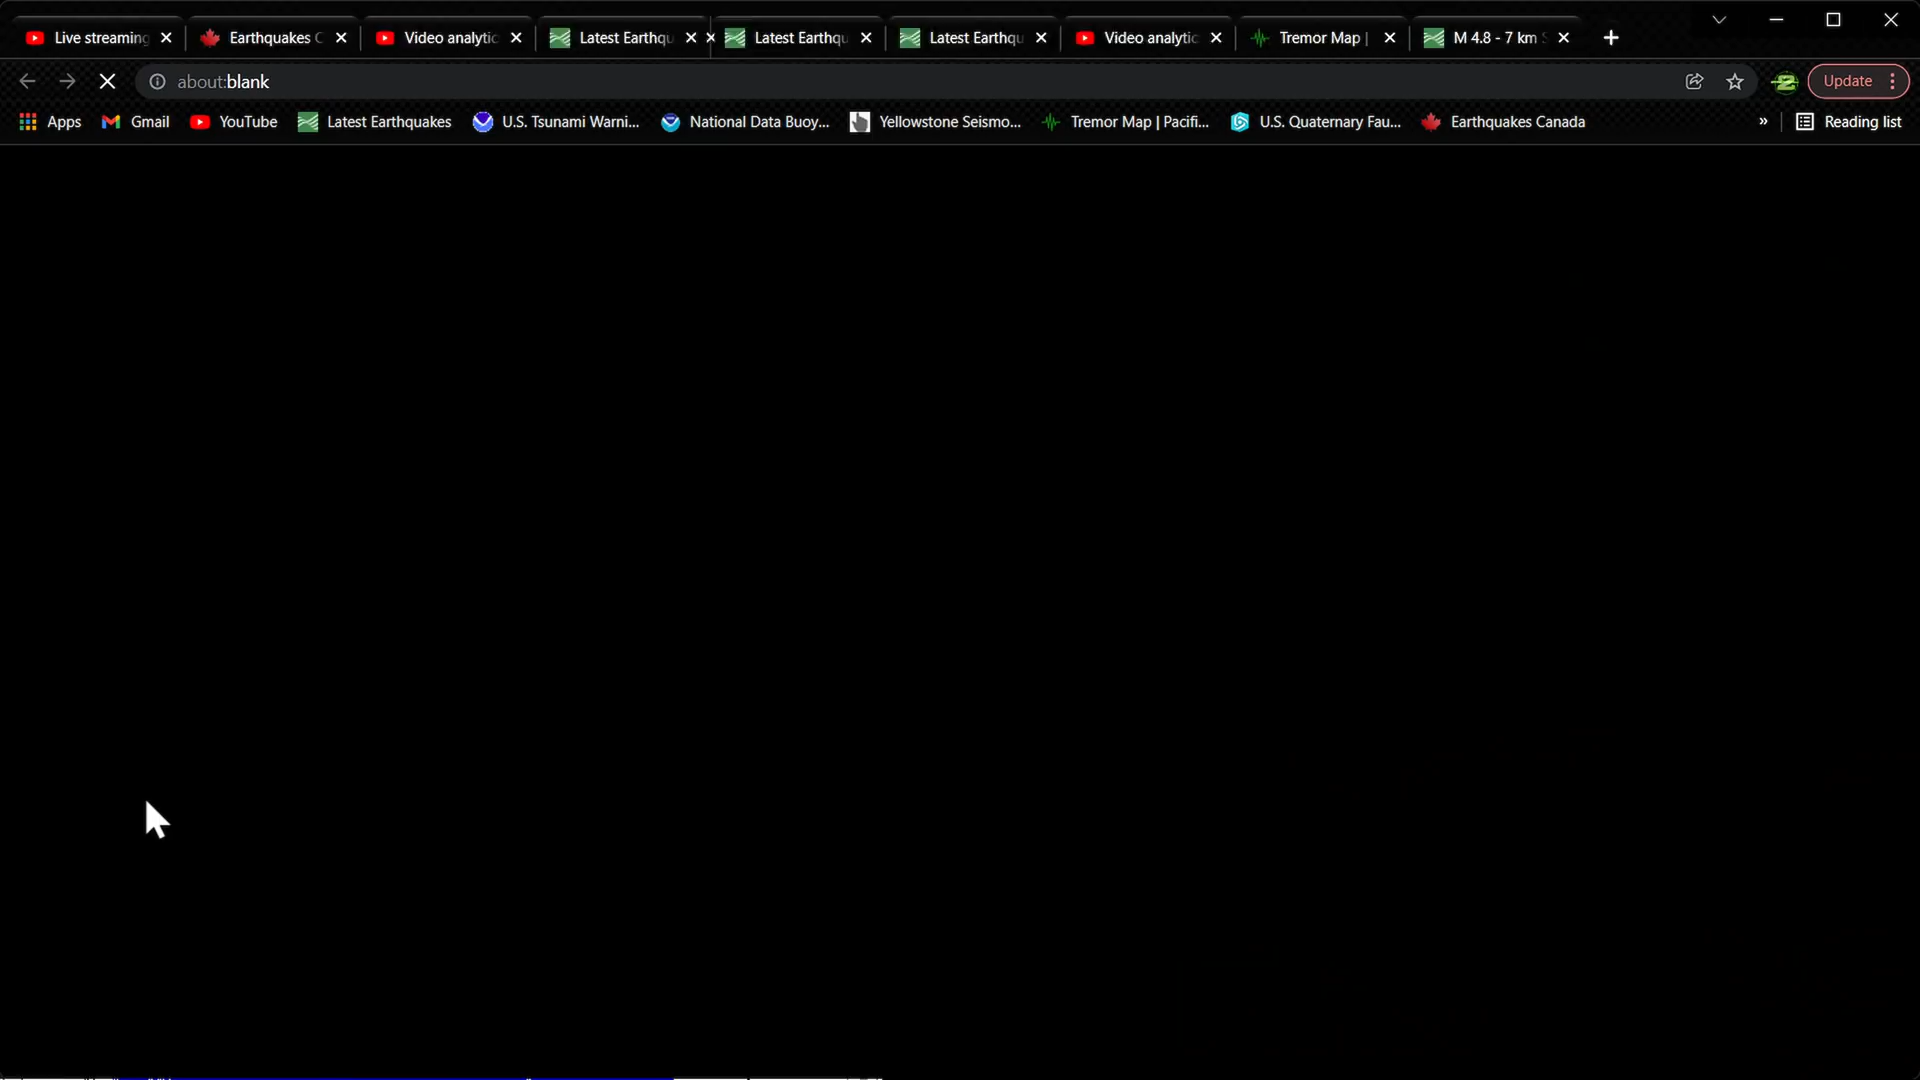 Live streaming
Earthquakes C
Video analytic
Latest Earthqu
Latest Earthqu
Latest Earthqu
Video analytic
Tremor Map |
M 4.8 - 7 km S
about:blank
Update
Apps
Gmail
YouTube
Latest Earthquakes
U.S. Tsunami Warni...
National Data Buoy...
Yellowstone Seismo...
Tremor Map | Pacifi...
U.S. Quaternary Fau...
Earthquakes Canada
»
Reading list